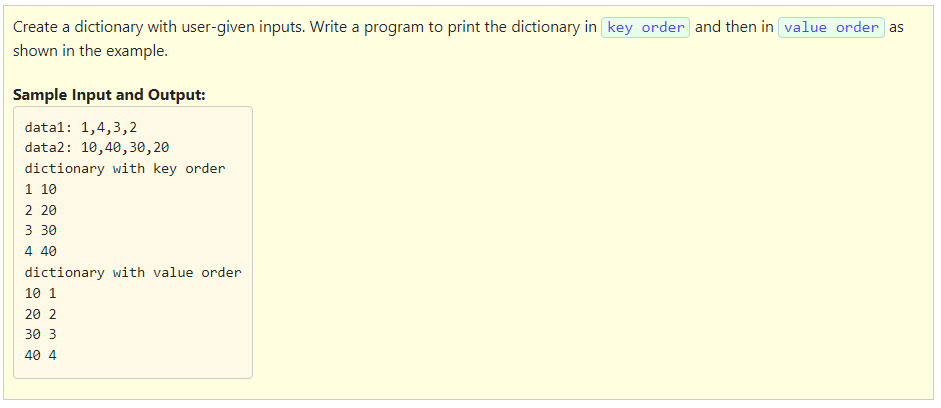 Create a dictionary with user-given inputs. Write a program to print the dictionary in key order and then in value order as
shown in the example.
Sample Input and Output:
data1: 1,4,3,2
data2: 10,40,30,20
dictionary with key order
1 10
2 20
3 30
4 40
dictionary with value order
10 1
20 2
30 3
40 4